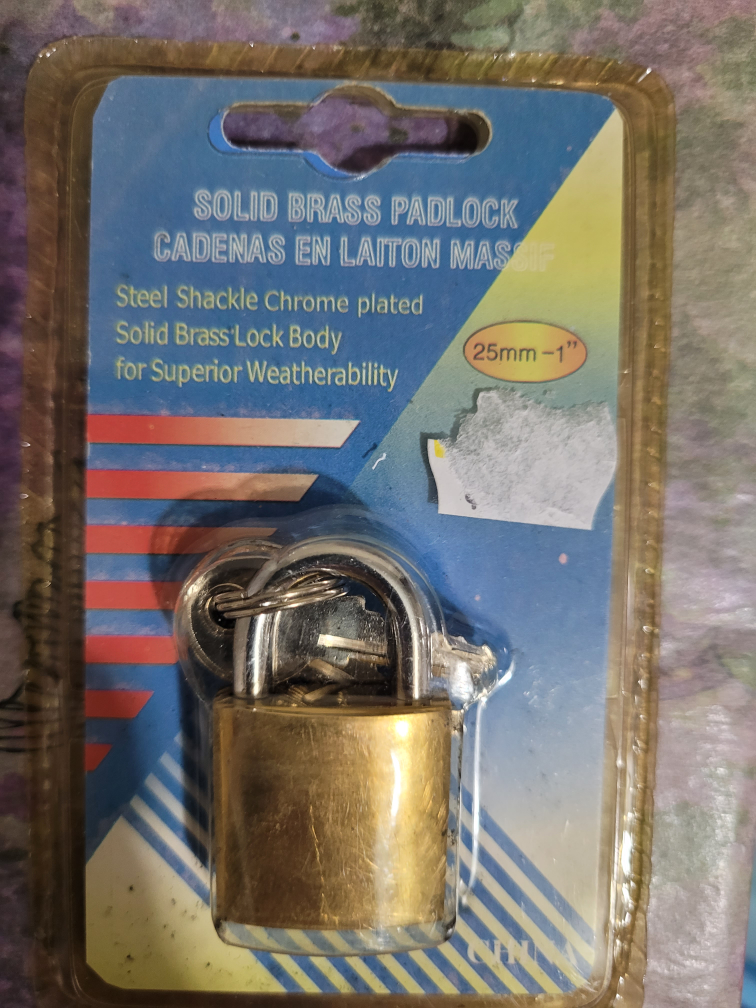 SOLID BRASS PADLOCK
CADENAS EN LAITON MASSIF
Steel Shackle Chrome plated
Solid Brass Lock Body
for Superior Weatherability
25mm-1"
CHINA